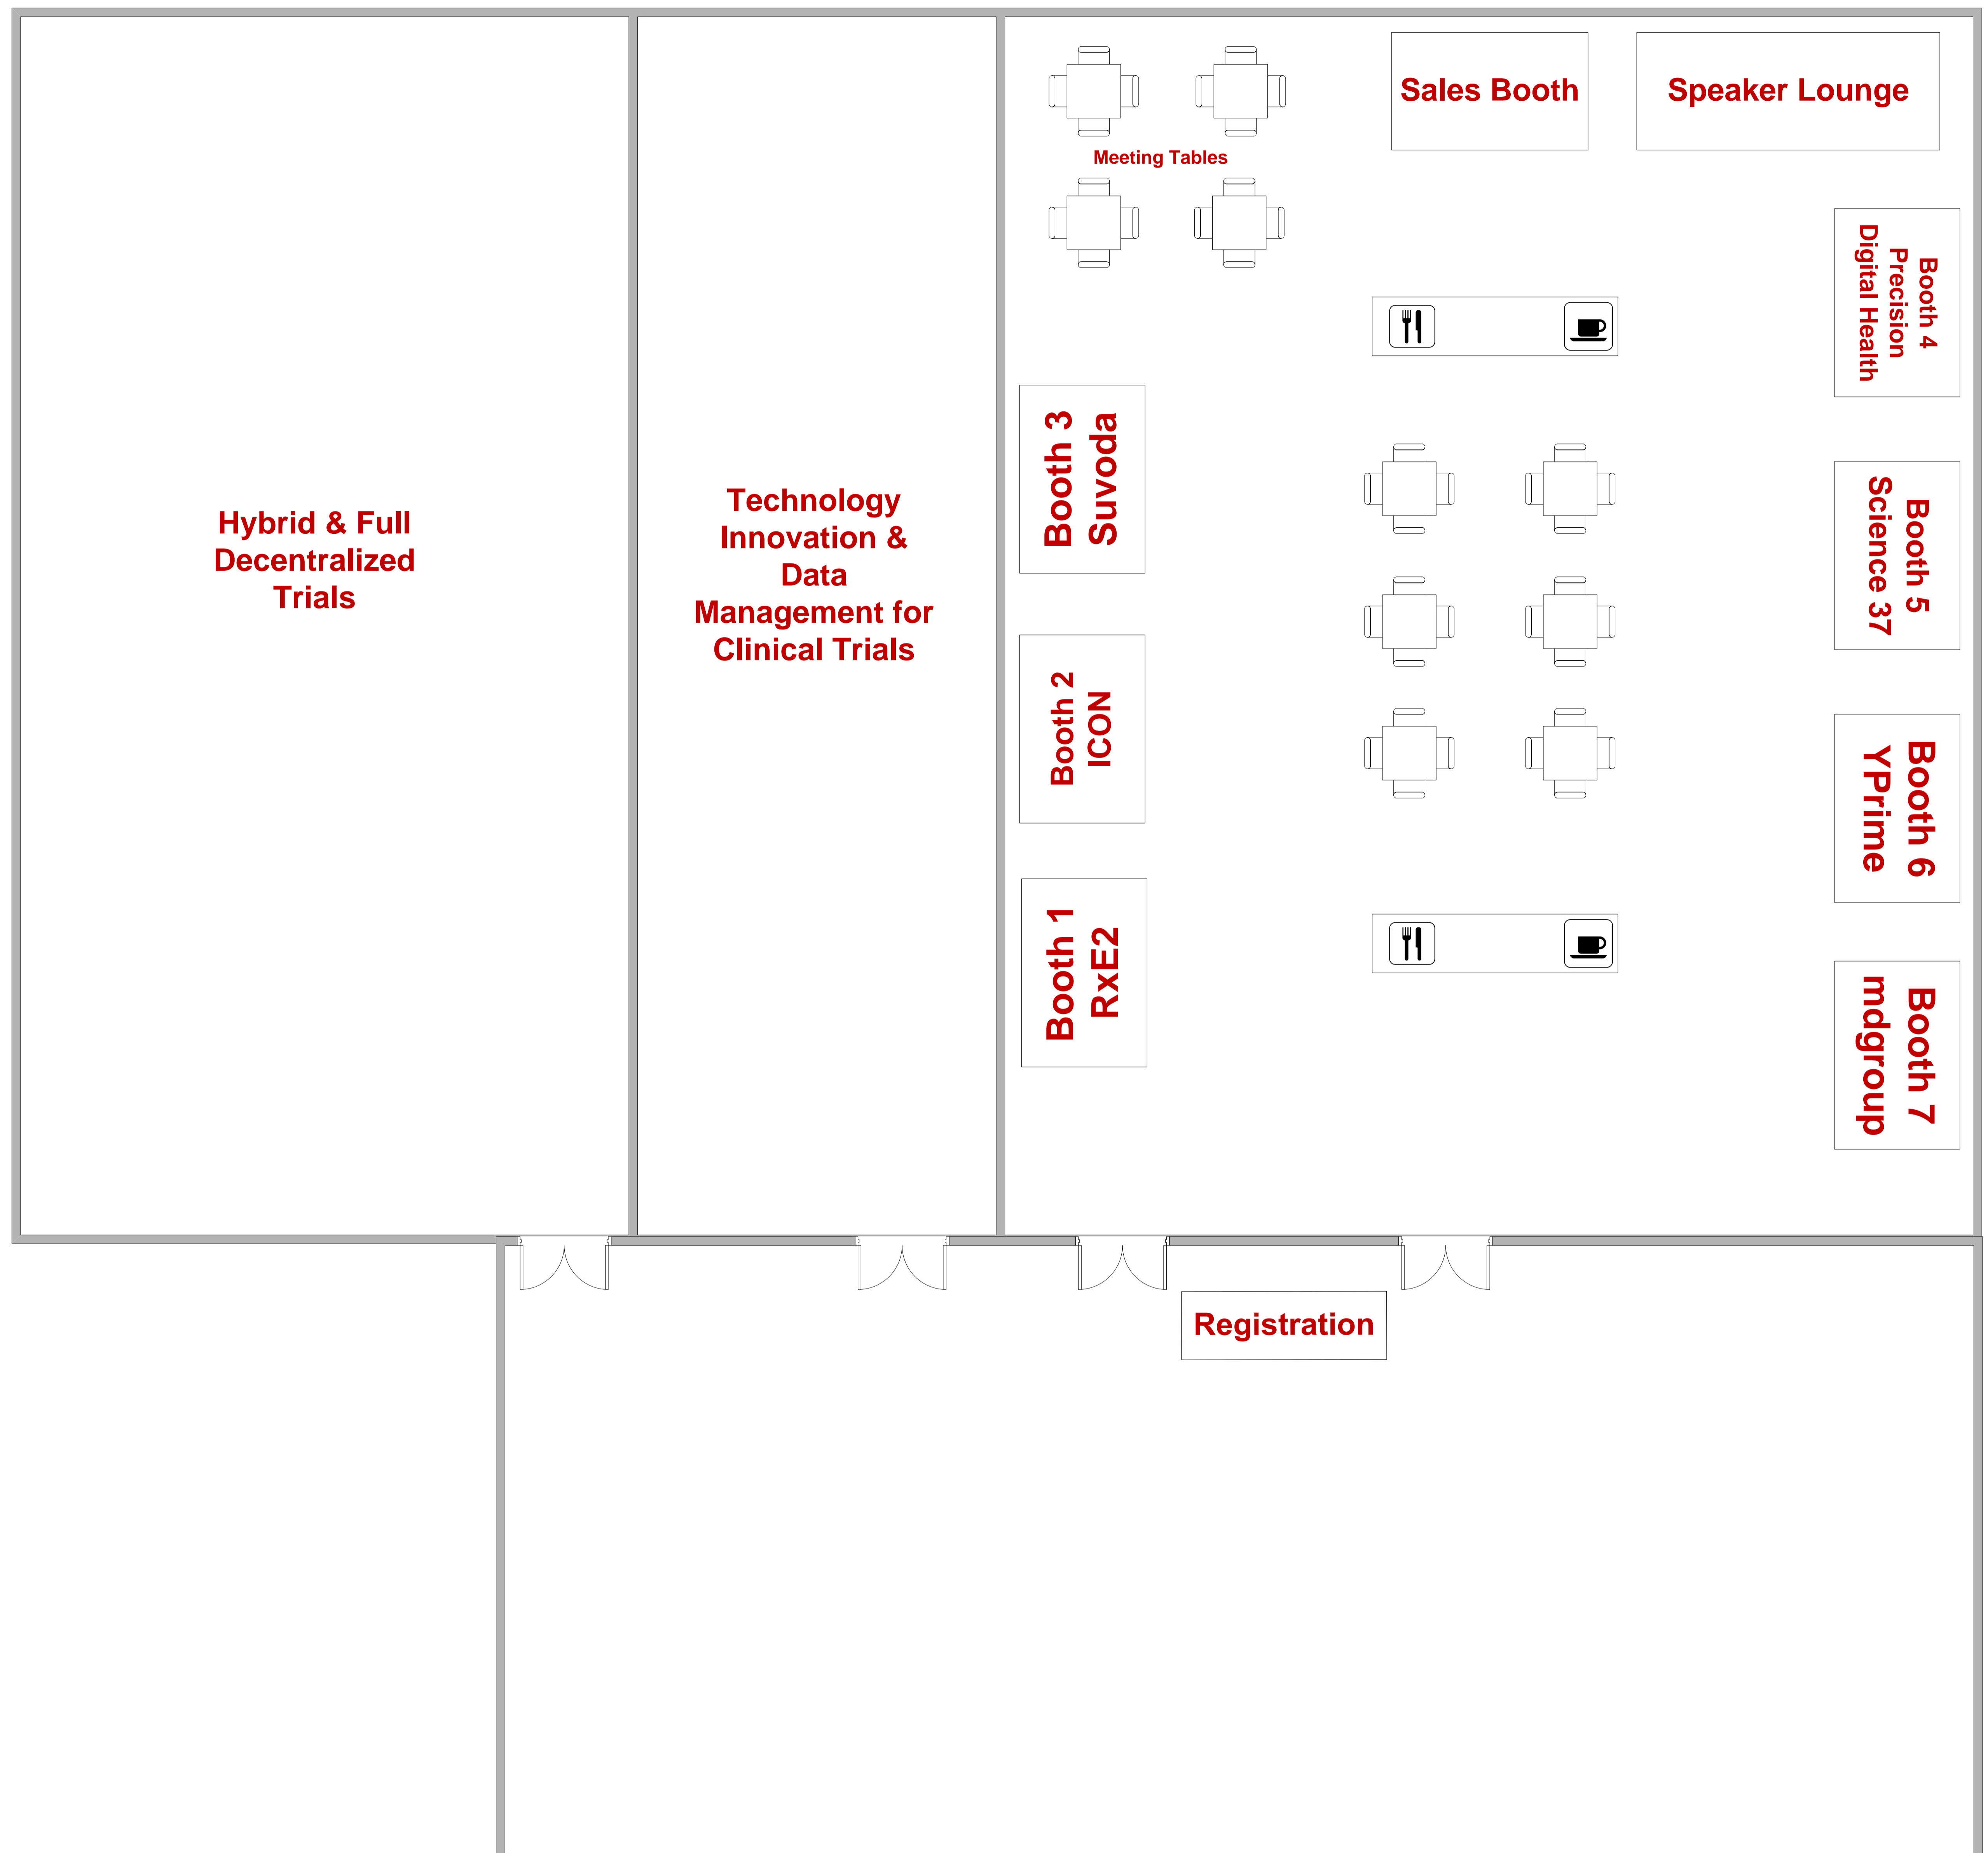 Sales Booth
Speaker Lounge
Meeting Tables
Booth 4
Precision
Digital Health
Booth 3
Suvoda
Booth 5
Science 37
Hybrid & Full
Decentralized
Trials
Technology
Innovation &
Data
Management for
Clinical Trials
Booth 2
ICON
Booth 6
YPrime
Booth 1
RxE2
Booth 7
mdgroup
Registration